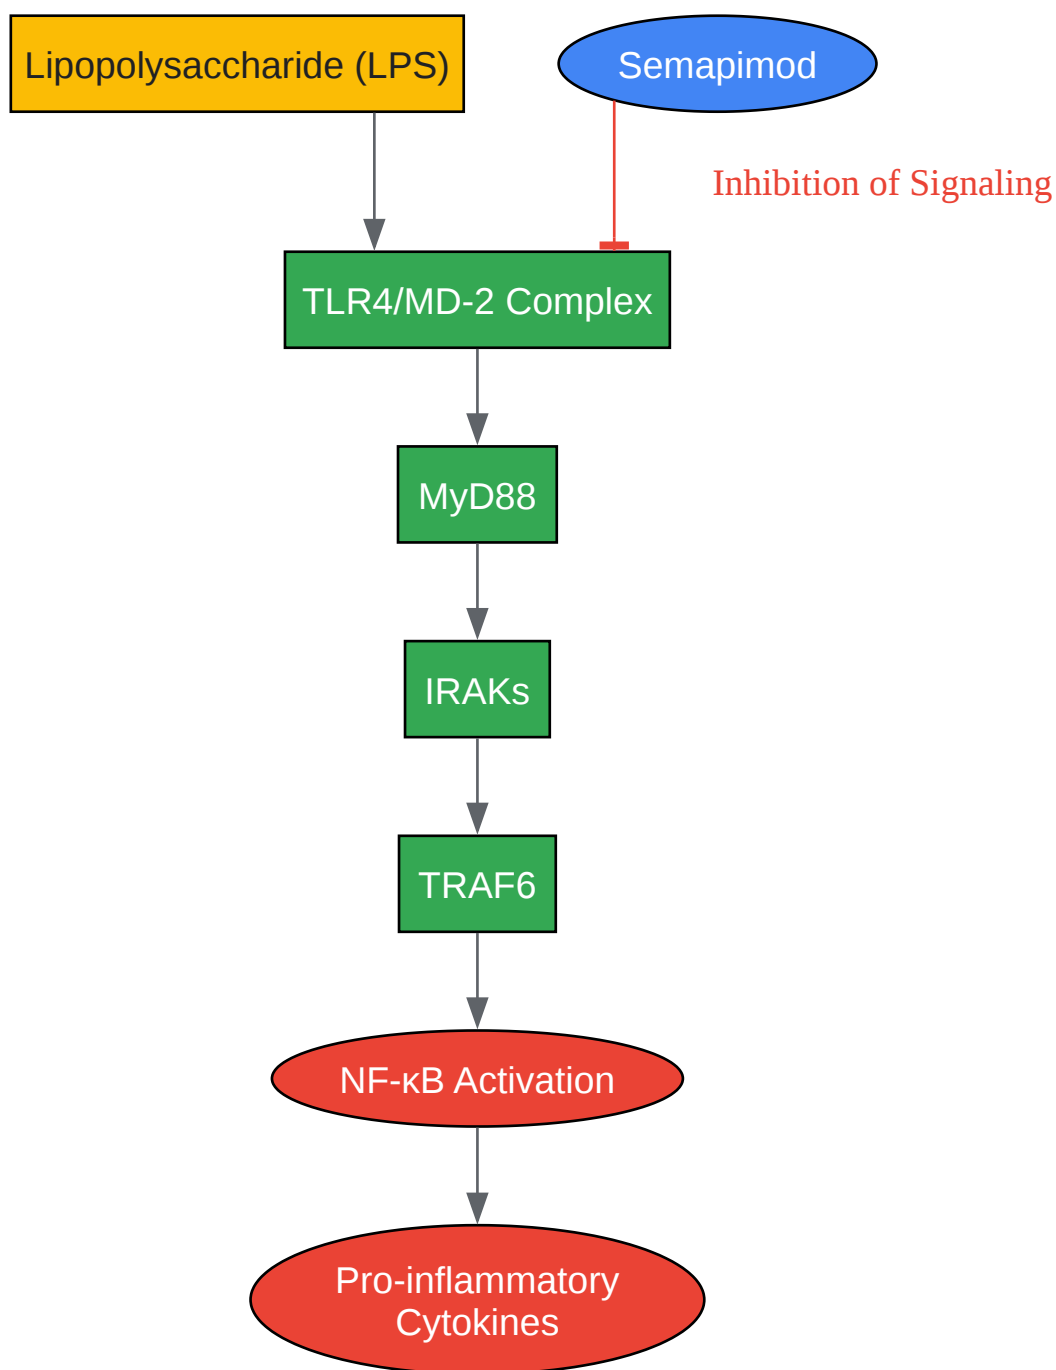 Lipopolysaccharide (LPS)
Semapimod
Inhibition of Signaling
TLR4/MD-2 Complex
MyD88
IRAKs
TRAF6
NF-κB Activation
Pro-inflammatory
Cytokines